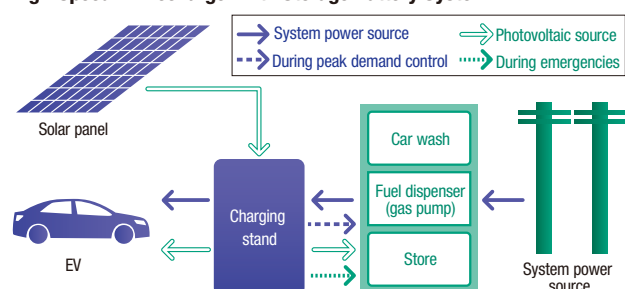 System power source
Photovoltaic source
During peak demand control
During emergencies
Solar panel
Car wash
Fuel dispenser
(gas pump)
Charging
stand
Store
EV
System power
source